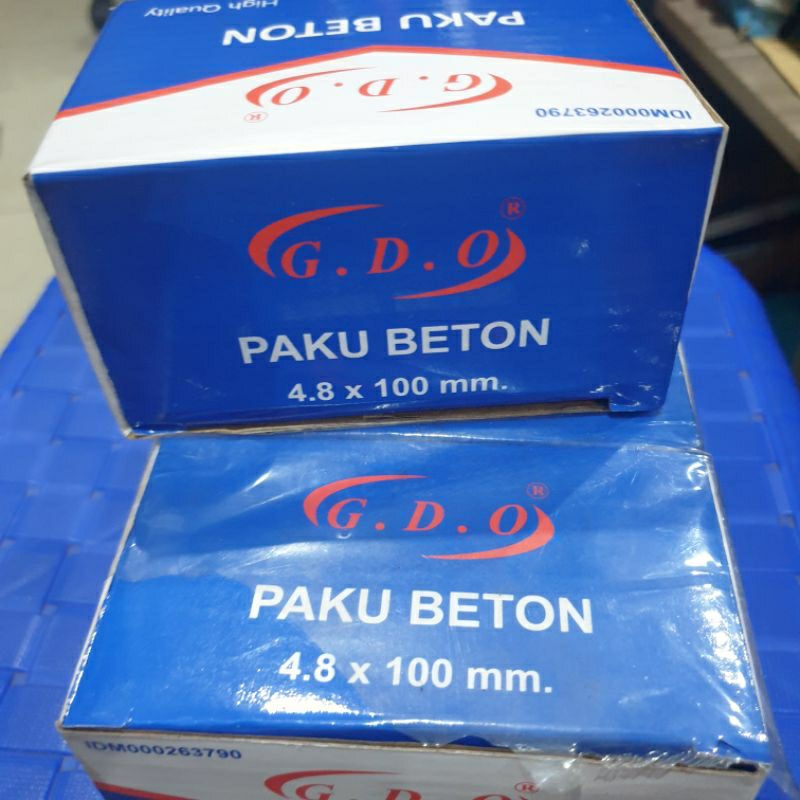 High Quality
PAKU BETON
G.D.O®
IDM000263790
G.D.O®
PAKU BETON
4.8 x 100 mm.
G.D.O®
PAKU BETON
4.8 x 100 mm.
IDM000263790
G.D.O®